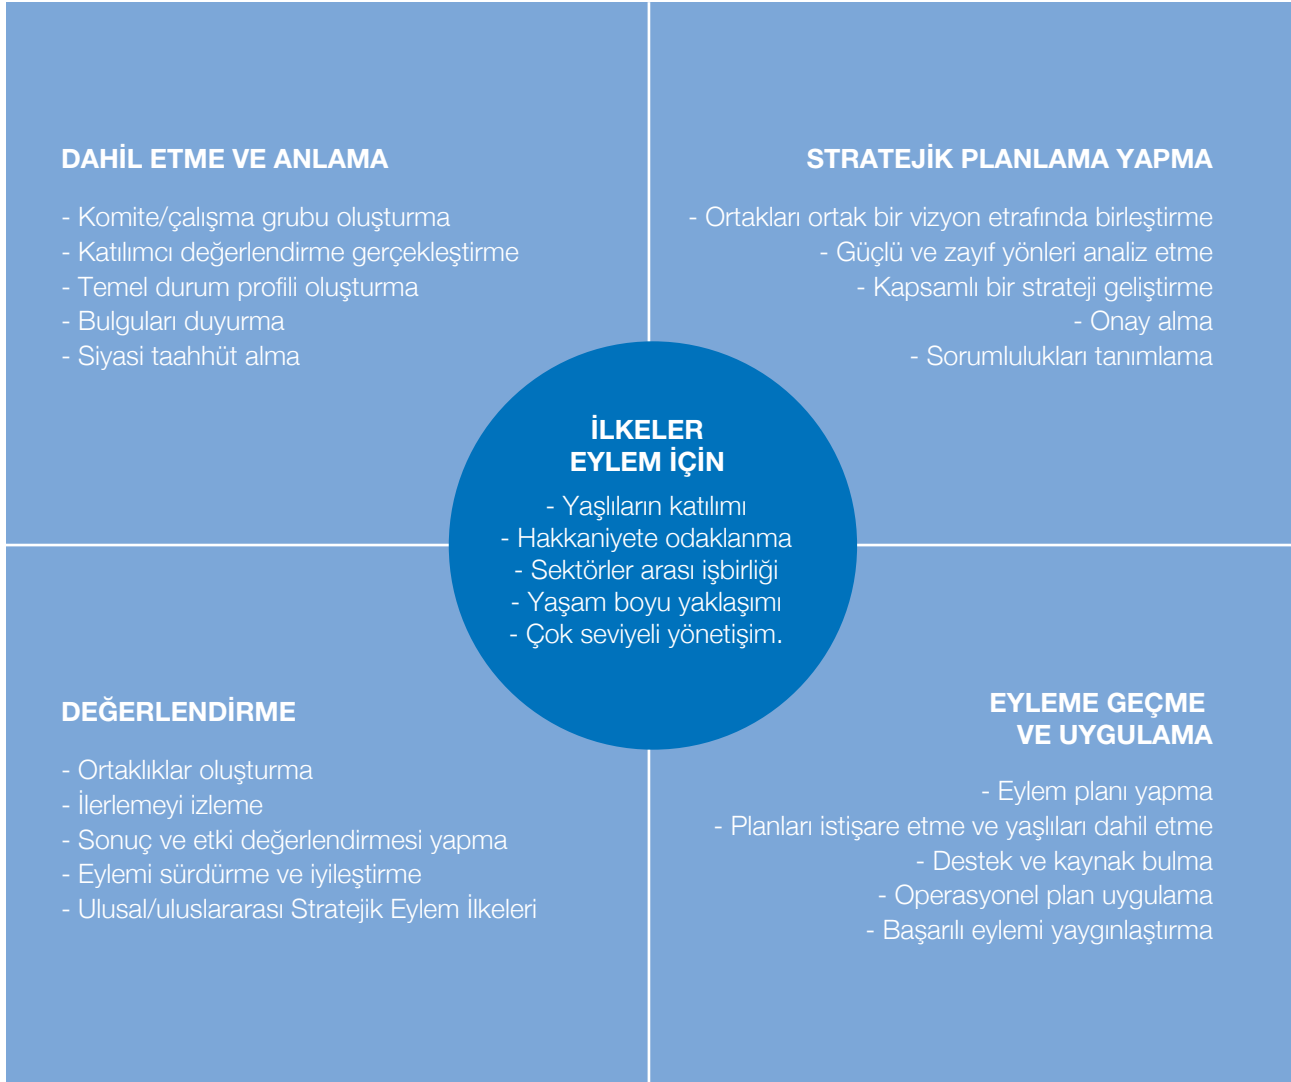 DAHİL ETME VE ANLAMA
- Komite/çalışma grubu oluşturma
- Katılımcı değerlendirme gerçekleştirme
- Temel durum profili oluşturma
- Bulguları duyurma
- Siyasi taahhüt alma
STRATEJİK PLANLAMA YAPMA
- Ortakları ortak bir vizyon etrafında birleştirme
- Güçlü ve zayıf yönleri analiz etme
- Kapsamlı bir strateji geliştirme
- Onay alma
- Sorumlulukları tanımlama
İLKELER
EYLEM İÇİN
- Yaşlıların katılımı
- Hakkaniyete odaklanma
- Sektörler arası işbirliği
- Yaşam boyu yaklaşımı
- Çok seviyeli yönetişim.
DEĞERLENDİRME
- Ortaklıklar oluşturma
- İlerlemeyi izleme
- Sonuç ve etki değerlendirmesi yapma
- Eylemi sürdürme ve iyileştirme
- Ulusal/uluslararası Stratejik Eylem İlkeleri
EYLEME GEÇME
VE UYGULAMA
- Eylem planı yapma
- Planları istişare etme ve yaşlıları dahil etme
- Destek ve kaynak bulma
- Operasyonel plan uygulama
- Başarılı eylemi yaygınlaştırma